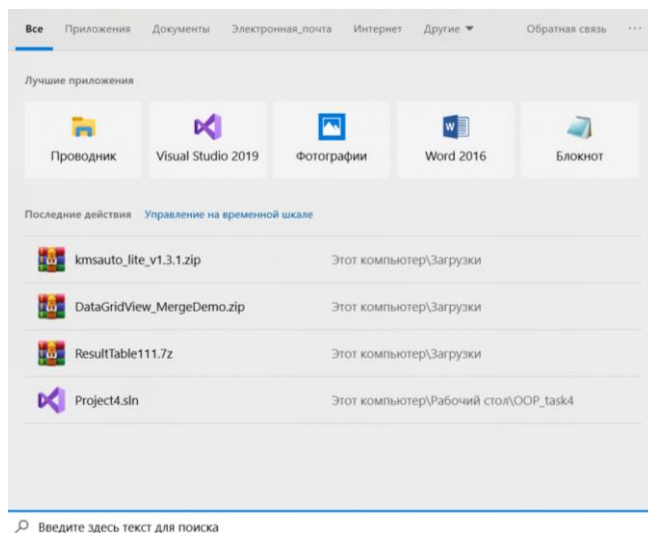 Все Приложения Документы Электронная_почта Интернет Другие Обратная связь ...
Лучшие приложения
Проводник Visual Studio 2019 Фотографии Word 2016 Блокнот
Последние действия Управление на временной шкале
kmsauto_lite_v1.3.1.zip Этот компьютер\Загрузки
DataGridView_MergeDemo.zip Этот компьютер\Загрузки
ResultTable111.7z Этот компьютер\Загрузки
Project4.sln Этот компьютер\Рабочий стол\OOP_task4
Введите здесь текст для поиска